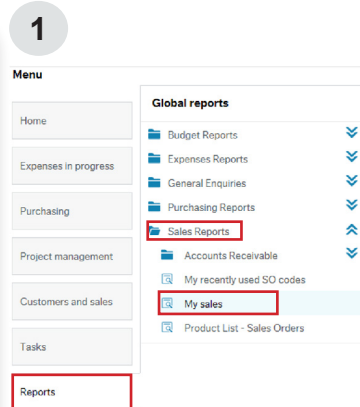 1
Menu
Home
Expenses in progress
Purchasing
Project management
Customers and sales
Tasks
Reports
Global reports
Budget Reports
Expenses Reports
General Enquiries
Purchasing Reports
Sales Reports
Accounts Receivable
My recently used SO codes
My sales
Product List - Sales Orders